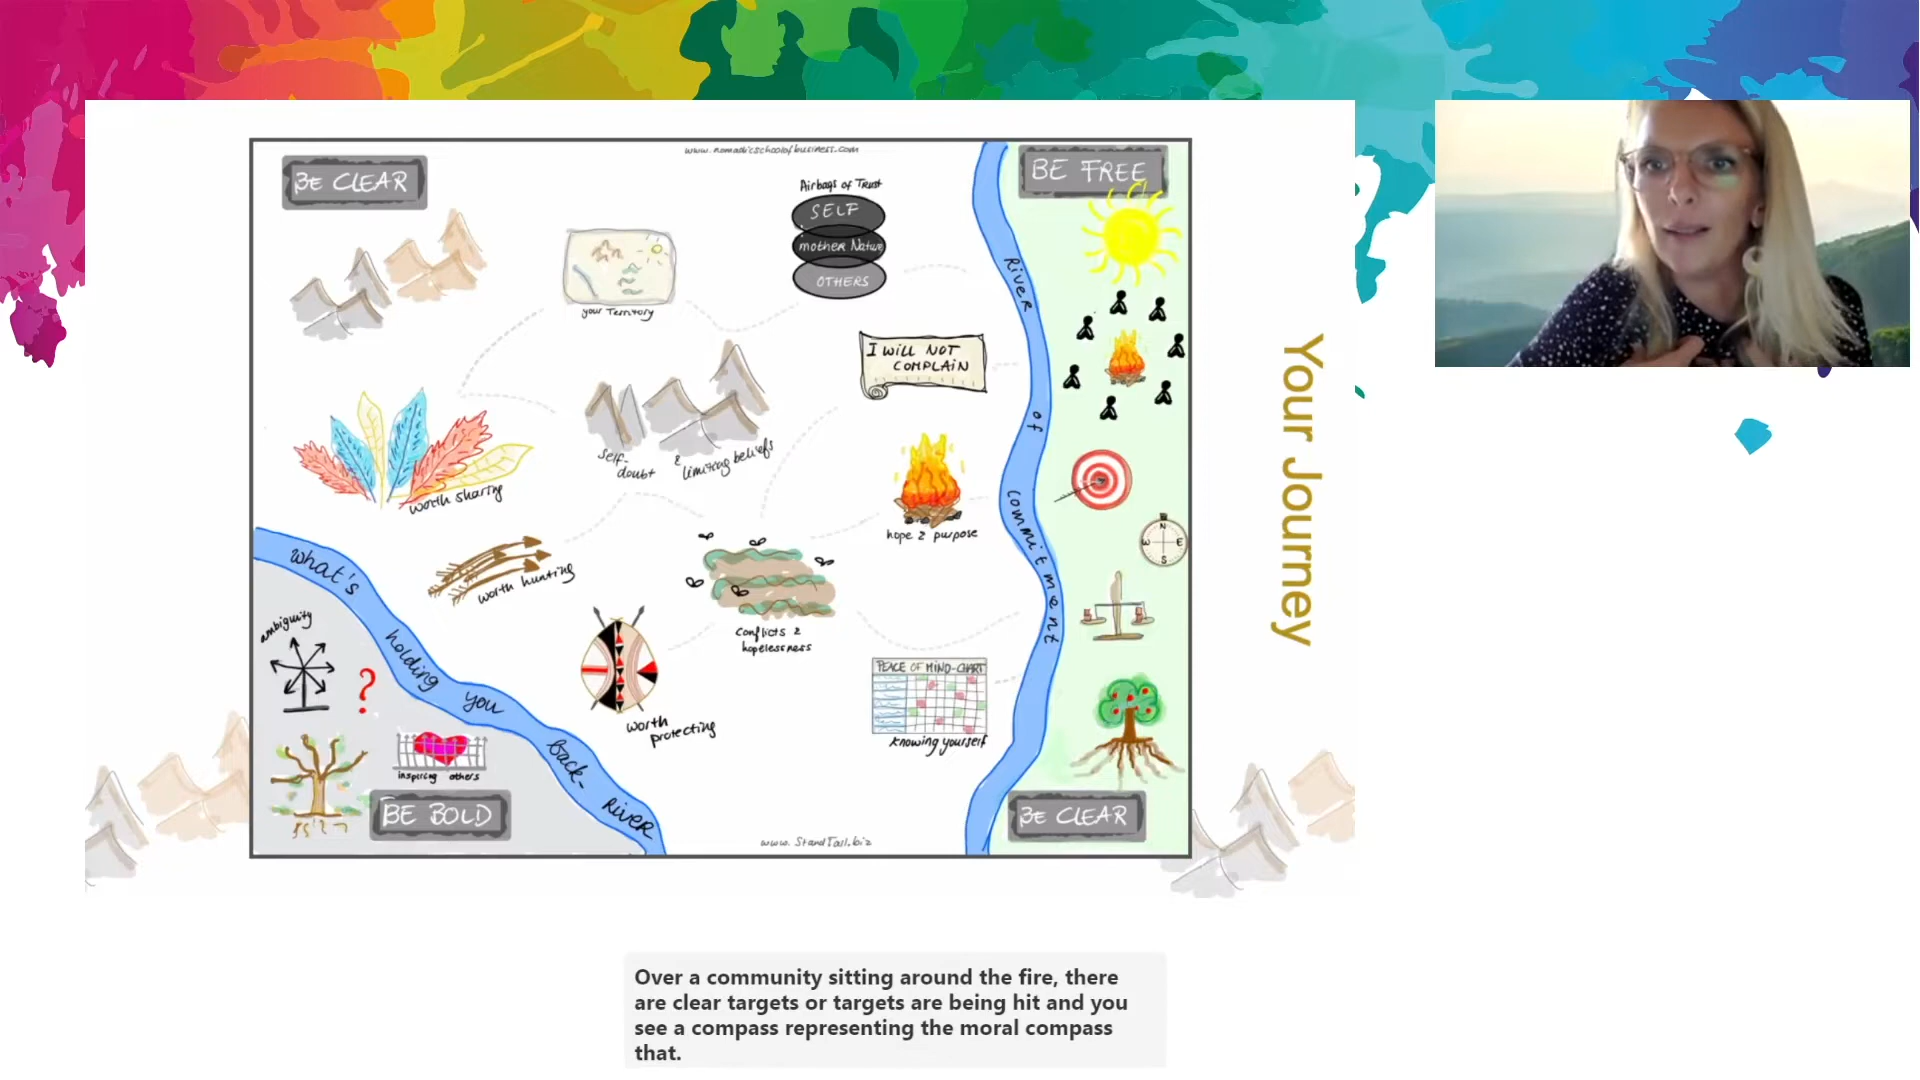 www.nomadicschoolofbusiness.com
BE CLEAR
BE FREE
Airbags of Trust
SELF
mother Nature
OTHERS
your Territory
I WILL NOT
COMPLAIN
River of commitment
self-
doubt
& limiting beliefs
worth sharing
hope & purpose
worth hunting
Conflicts &
hopelessness
What's holding you back-River
ambiguity
?
N
E
S
W
worth
protecting
PEACE OF MIND-CHART
knowing yourself
inspiring others
BE BOLD
BE CLEAR
www.StandTall.biz
Your Journey
Over a community sitting around the fire, there
are clear targets or targets are being hit and you
see a compass representing the moral compass
that.